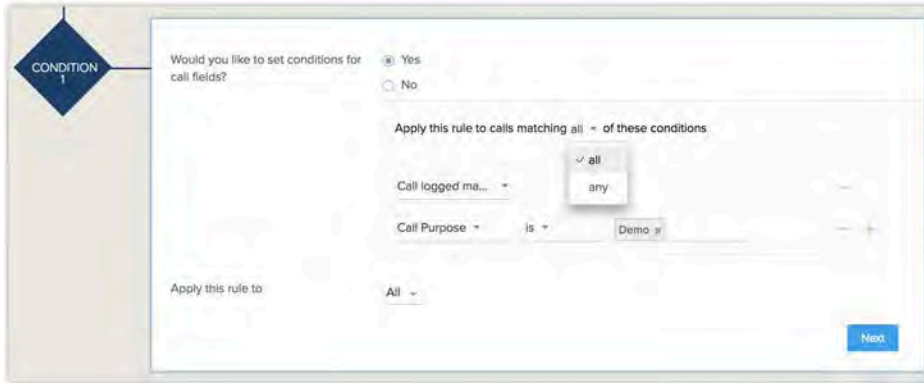 CONDITION
1
Would you like to set conditions for
call fields?
Yes
No
Apply this rule to calls matching all of these conditions
all
any
Call logged ma...
Call Purpose is Demo x
Apply this rule to All
Next